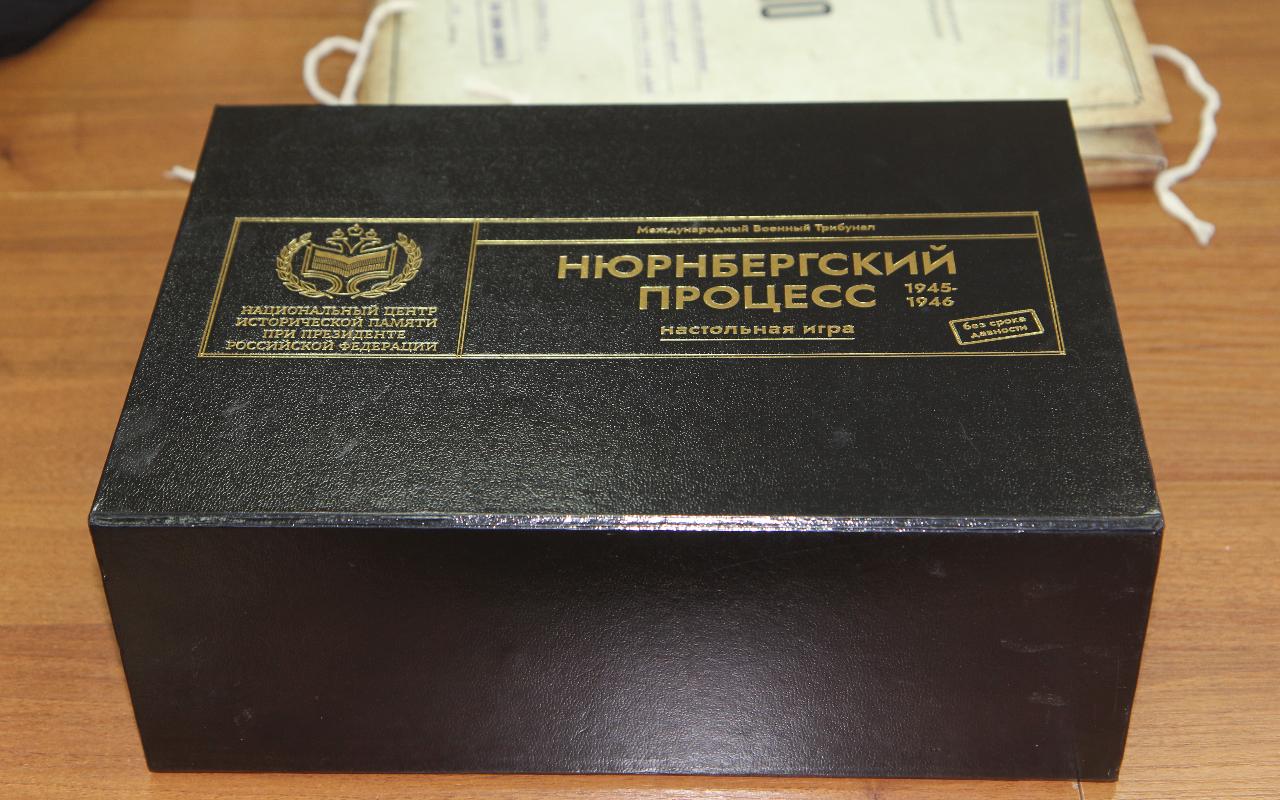 НАЦИОНАЛЬНЫЙ ЦЕНТР
ИСТОРИЧЕСКОЙ ПАМЯТИ
ПРИ ПРЕЗИДЕНТЕ
РОССИЙСКОЙ ФЕДЕРАЦИИ
Международный Военный Трибунал
НЮРНБЕРГСКИЙ
ПРОЦЕСС
1945-
1946
настольная игра
без срока
давности